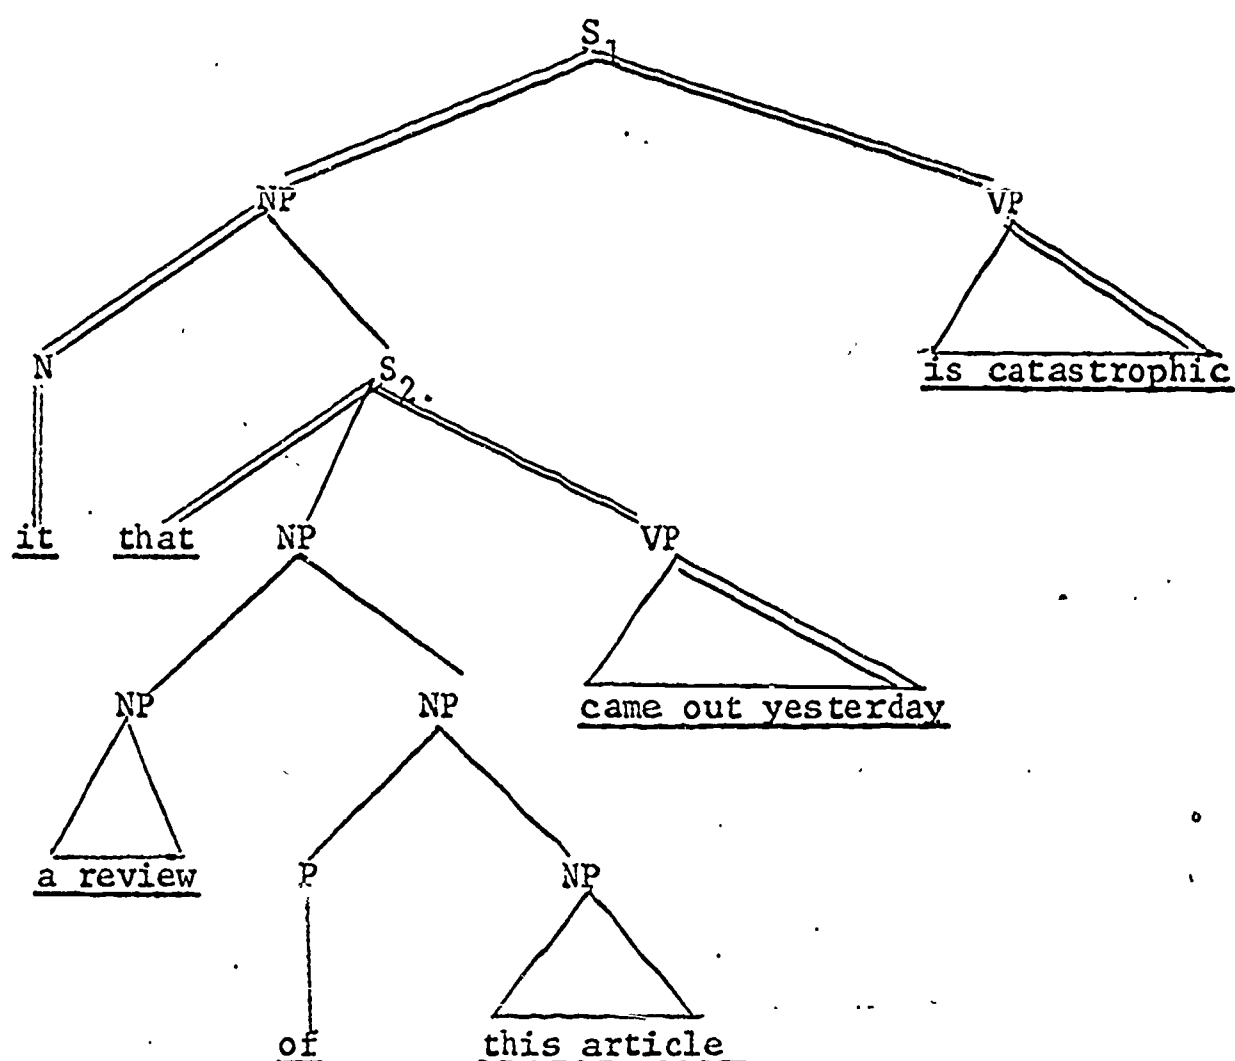 S1
NP VP
N S2. is catastrophic
it that NP VP
NP NP came out yesterday
a review P NP
of this article